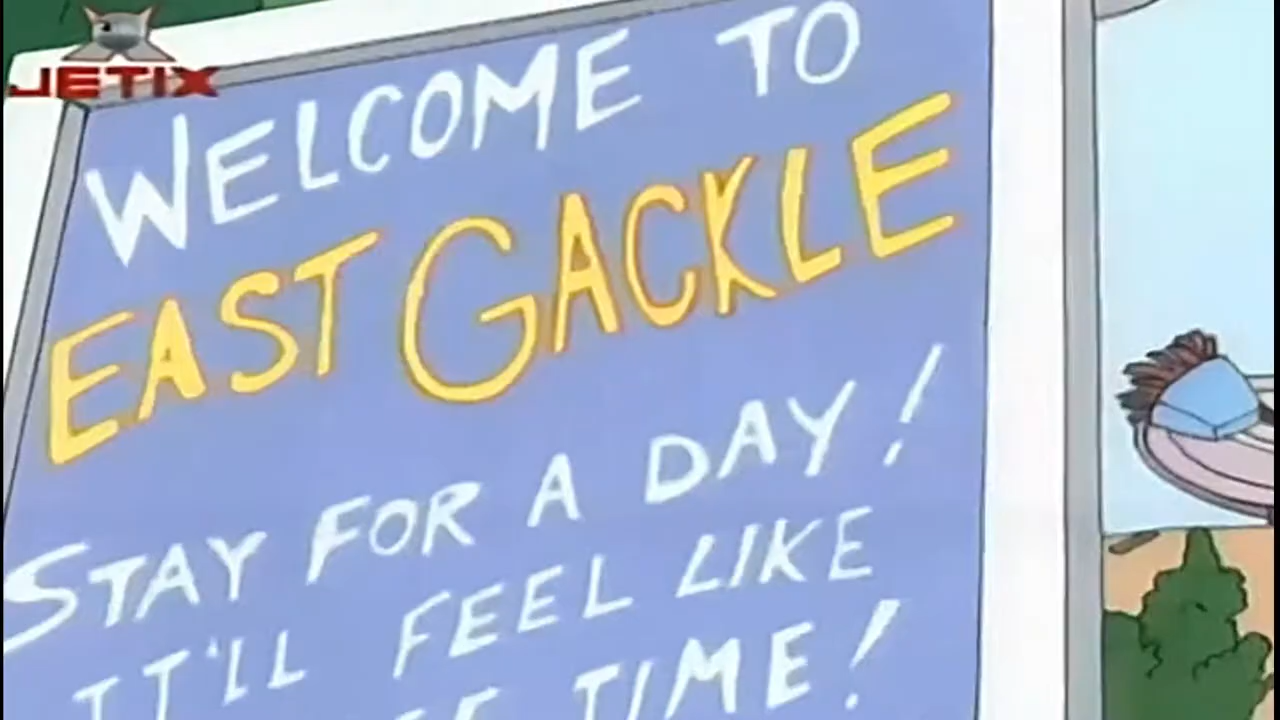 JETIX
WELCOME TO
EAST GACKLE
STAY FOR A DAY!
IT'LL FEEL LIKE
TIME!